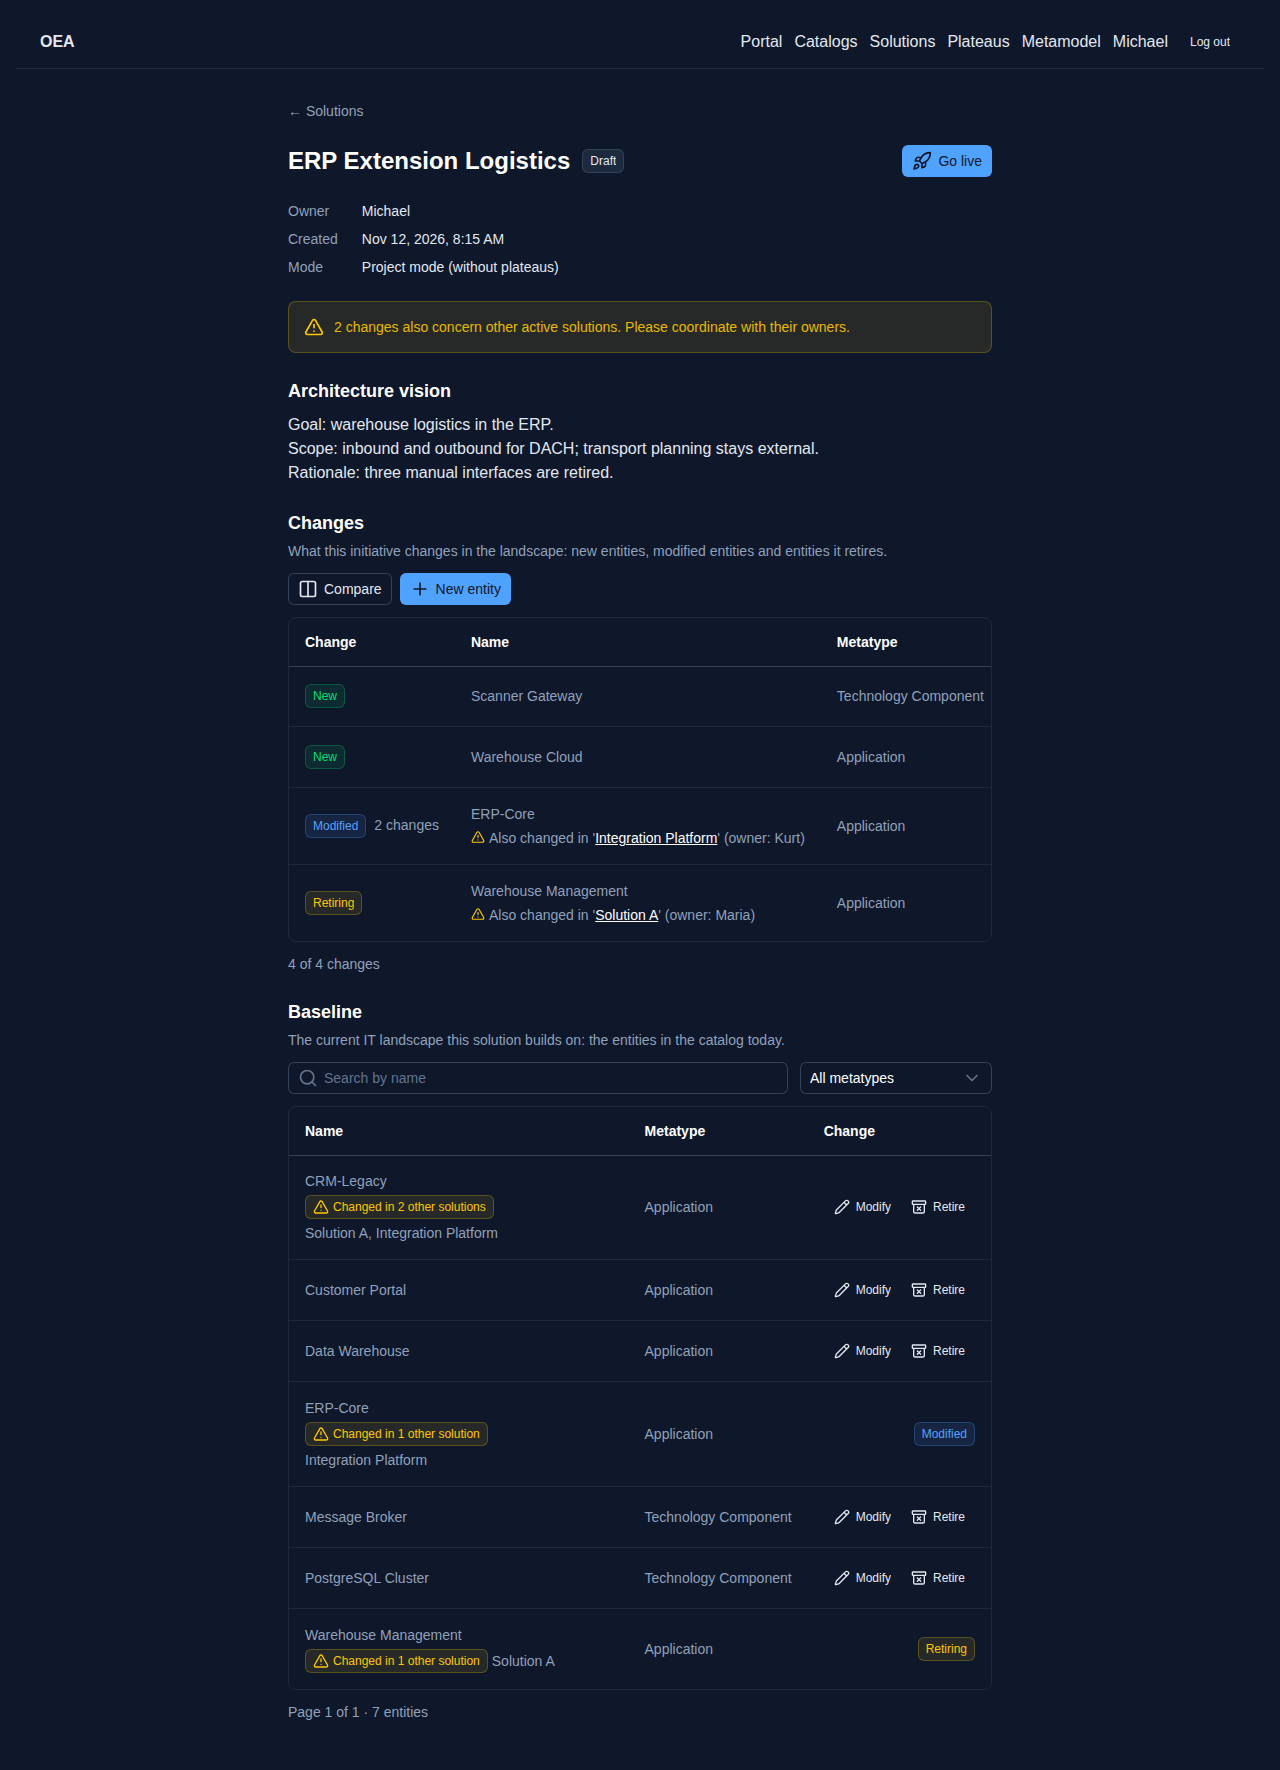 OEA
Portal Catalogs Solutions Plateaus Metamodel Michael Log out
← Solutions
ERP Extension Logistics Draft Go live
Owner Michael
Created Nov 12, 2026, 8:15 AM
Mode Project mode (without plateaus)
2 changes also concern other active solutions. Please coordinate with their owners.
Architecture vision
Goal: warehouse logistics in the ERP.
Scope: inbound and outbound for DACH; transport planning stays external.
Rationale: three manual interfaces are retired.
Changes
What this initiative changes in the landscape: new entities, modified entities and entities it retires.
Compare New entity
Change Name Metatype
New Scanner Gateway Technology Component
New Warehouse Cloud Application
Modified 2 changes ERP-Core Application
Also changed in 'Integration Platform' (owner: Kurt)
Retiring Warehouse Management Application
Also changed in 'Solution A' (owner: Maria)
4 of 4 changes
Baseline
The current IT landscape this solution builds on: the entities in the catalog today.
Search by name All metatypes
Name Metatype Change
CRM-Legacy
Changed in 2 other solutions Application Modify Retire
Solution A, Integration Platform
Customer Portal Application Modify Retire
Data Warehouse Application Modify Retire
ERP-Core
Changed in 1 other solution Application Modified
Integration Platform
Message Broker Technology Component Modify Retire
PostgreSQL Cluster Technology Component Modify Retire
Warehouse Management Application Retiring
Changed in 1 other solution Solution A
Page 1 of 1 · 7 entities